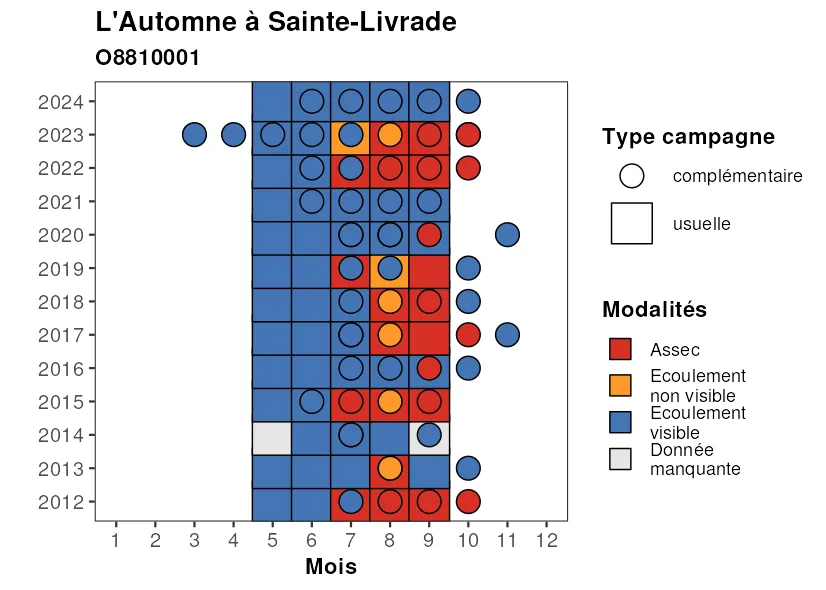 L'Automne à Sainte-Livrade
O8810001
2024
2023
2022
2021
2020
2019
2018
2017
2016
2015
2014
2013
2012
1 2 3 4 5 6 7 8 9 10 11 12
Mois
Type campagne
complémentaire
usuelle
Modalités
Assec
Ecoulement
non visible
Ecoulement
visible
Donnée
manquante